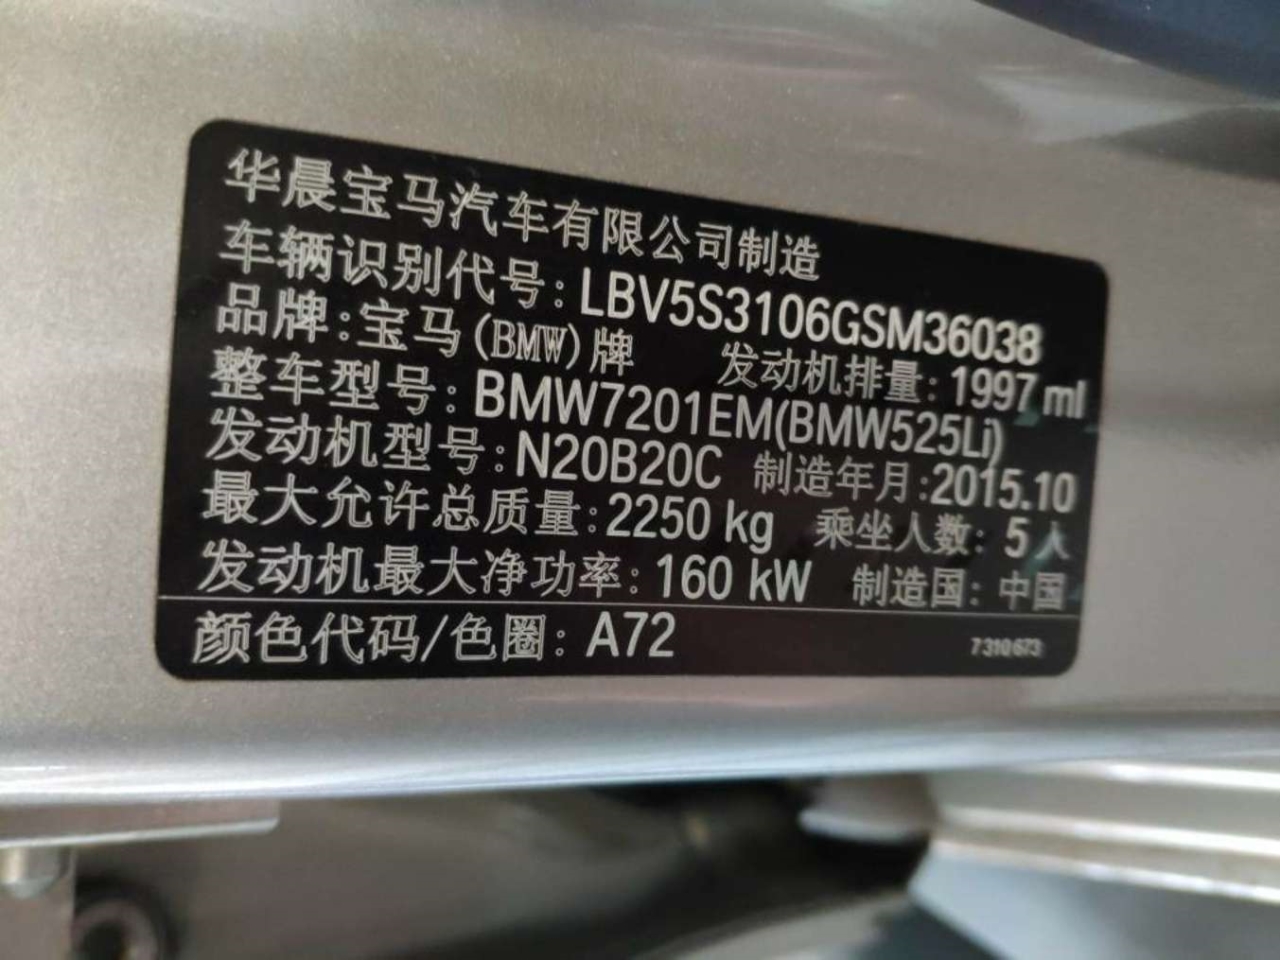 华晨宝马汽车有限公司制造
车辆识别代号: LBV5S3106GSM36038
品牌: 宝马(BMW)牌 发动机排量: 1997 ml
整车型号: BMW7201EM(BMW525Li)
发动机型号: N20B20C 制造年月: 2015.10
最大允许总质量: 2250 kg 乘坐人数: 5人
发动机最大净功率: 160 kW 制造国: 中国
颜色代码/色圈: A72 7310673